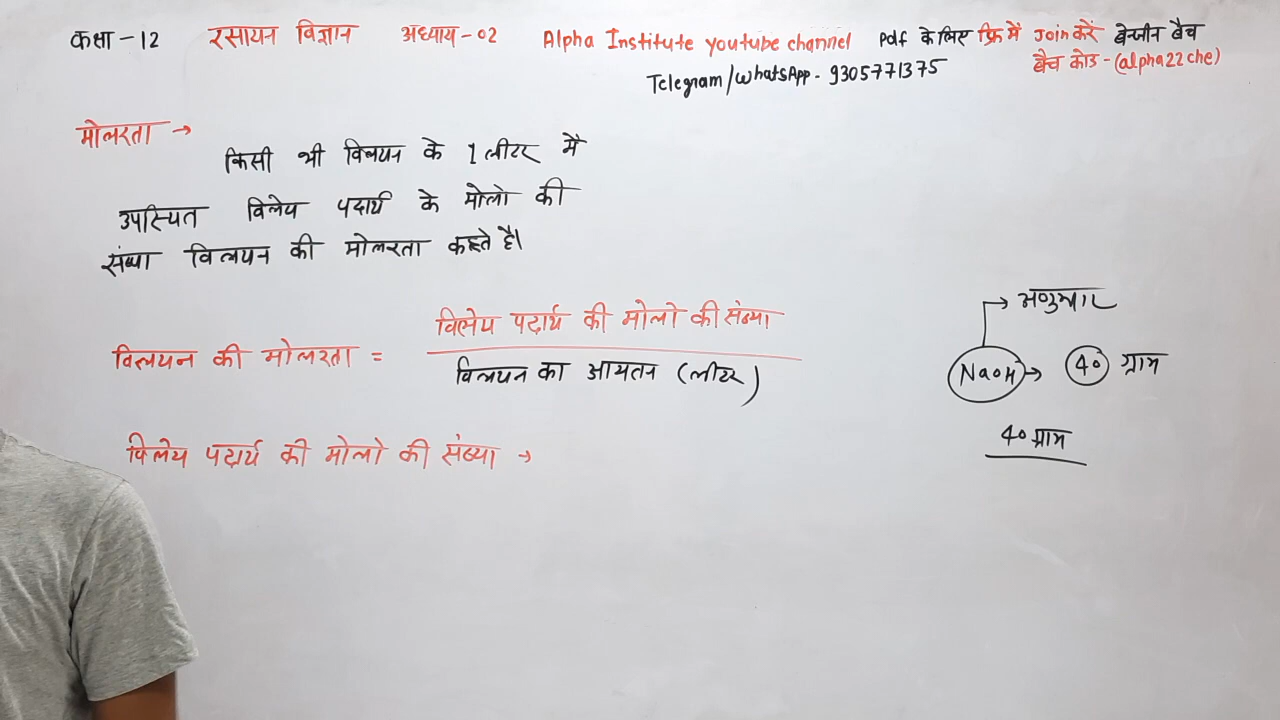 कक्षा -12 रसायन विज्ञान अध्याय -02 Alpha Institute youtube channel Pdf के लिए फ्रि में Join करें बेन्जीन बैच
Telegram/WhatsApp - 9305771375 बैच कोड - (alpha22che)
मोलरता →
किसी भी विलयन के 1 लीटर में
उपस्थित विलेय पदार्थ के मोलो की
संख्या विलयन की मोलरता कहते है।
विलयन की मोलरता = विलेय पदार्थ की मोलो की संख्या
विलयन का आयतन (लीटर)
अणुभार
NaOH → 40 ग्राम
40 ग्राम
विलेय पदार्थ की मोलो की संख्या →